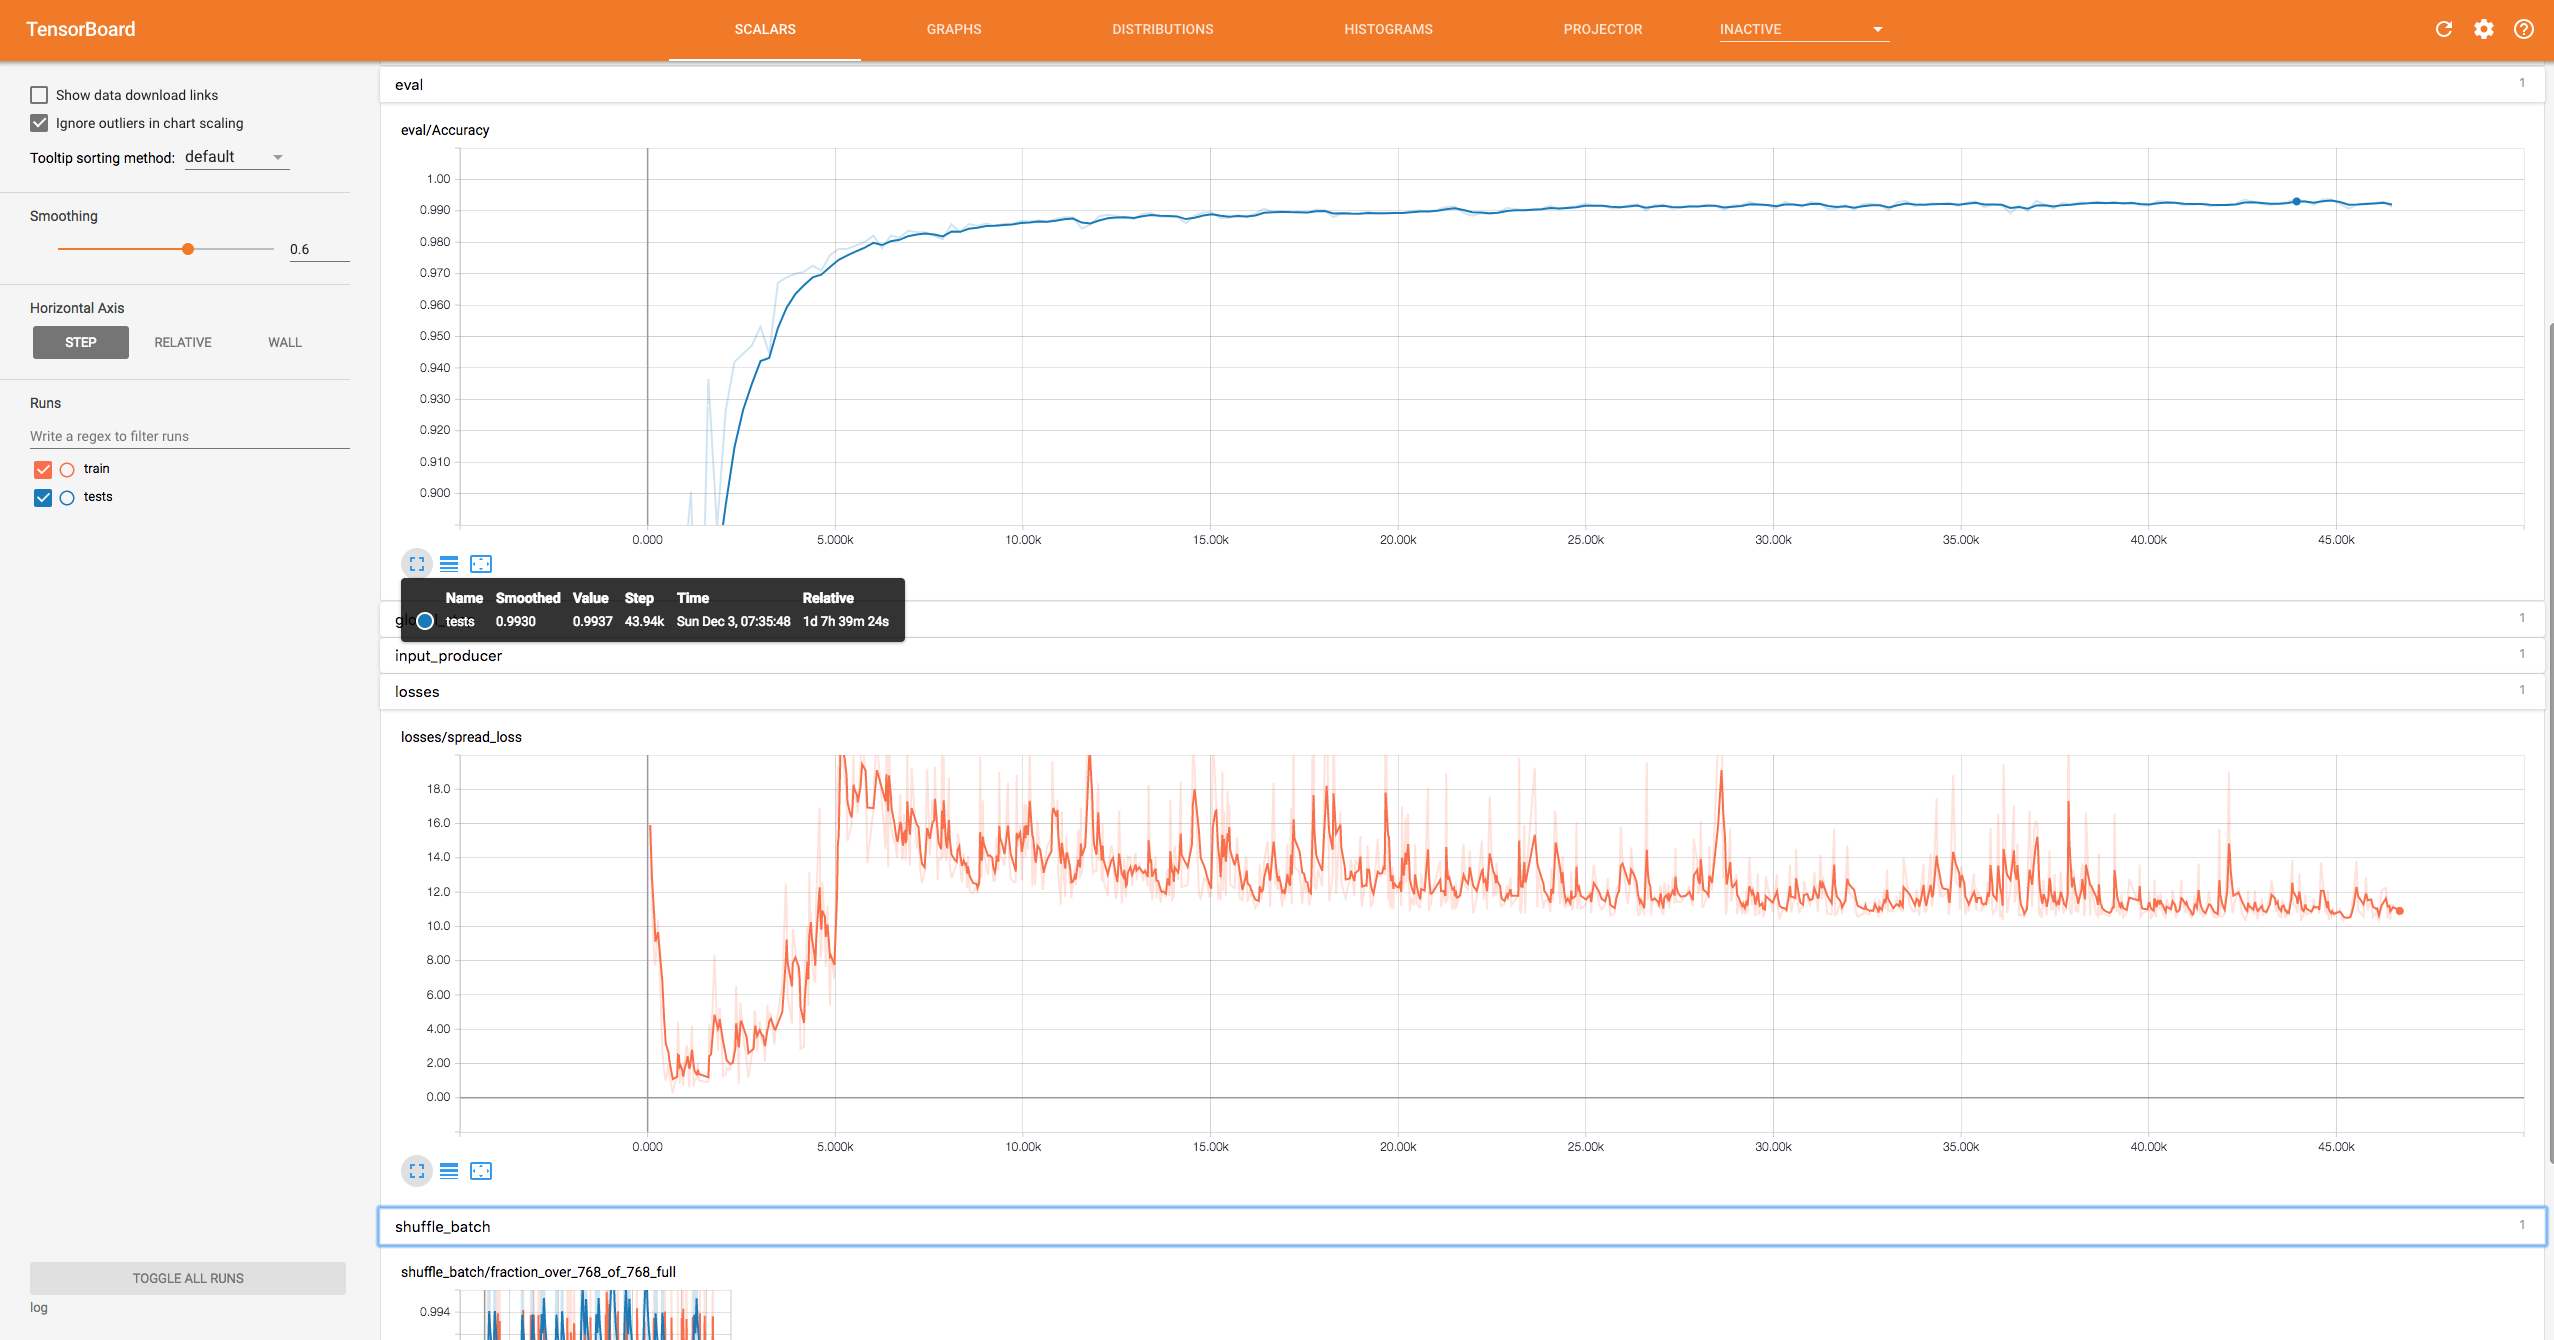 TensorBoard
SCALARS
GRAPHS
DISTRIBUTIONS
HISTOGRAMS
PROJECTOR
INACTIVE
Show data download links
Ignore outliers in chart scaling
Tooltip sorting method: default
Smoothing
0.6
Horizontal Axis
STEP RELATIVE WALL
Runs
Write a regex to filter runs
train
tests
TOGGLE ALL RUNS
log
eval 1
eval/Accuracy
1.00
0.990
0.980
0.970
0.960
0.950
0.940
0.930
0.920
0.910
0.900
0.000 5.000k 10.00k 15.00k 20.00k 25.00k 30.00k 35.00k 40.00k 45.00k
Name Smoothed Value Step Time Relative
tests 0.9930 0.9937 43.94k Sun Dec 3, 07:35:48 1d 7h 39m 24s
1
input_producer 1
losses 1
losses/spread_loss
18.0
16.0
14.0
12.0
10.0
8.00
6.00
4.00
2.00
0.00
0.000 5.000k 10.00k 15.00k 20.00k 25.00k 30.00k 35.00k 40.00k 45.00k
shuffle_batch 1
shuffle_batch/fraction_over_768_of_768_full
0.994